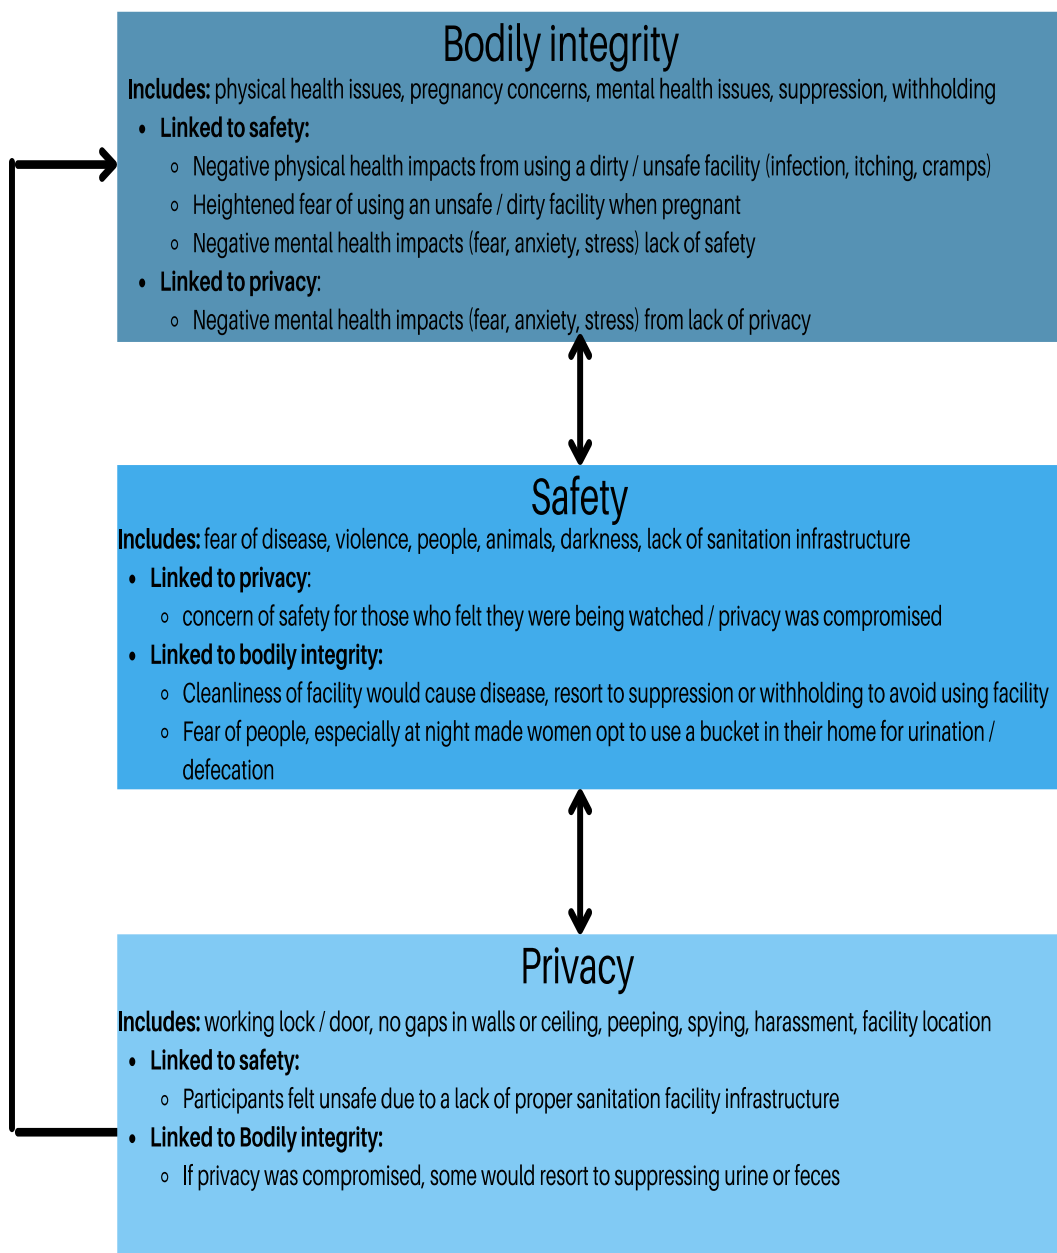 Bodily integrity
Includes: physical health issues, pregnancy concerns, mental health issues, suppression, withholding
• Linked to safety:
◦ Negative physical health impacts from using a dirty / unsafe facility (infection, itching, cramps)
◦ Heightened fear of using an unsafe / dirty facility when pregnant
◦ Negative mental health impacts (fear, anxiety, stress) lack of safety
• Linked to privacy:
◦ Negative mental health impacts (fear, anxiety, stress) from lack of privacy
Safety
Includes: fear of disease, violence, people, animals, darkness, lack of sanitation infrastructure
• Linked to privacy:
◦ concern of safety for those who felt they were being watched / privacy was compromised
• Linked to bodily integrity:
◦ Cleanliness of facility would cause disease, resort to suppression or withholding to avoid using facility
◦ Fear of people, especially at night made women opt to use a bucket in their home for urination /
defecation
Privacy
Includes: working lock / door, no gaps in walls or ceiling, peeping, spying, harassment, facility location
• Linked to safety:
◦ Participants felt unsafe due to a lack of proper sanitation facility infrastructure
• Linked to Bodily integrity:
◦ If privacy was compromised, some would resort to suppressing urine or feces